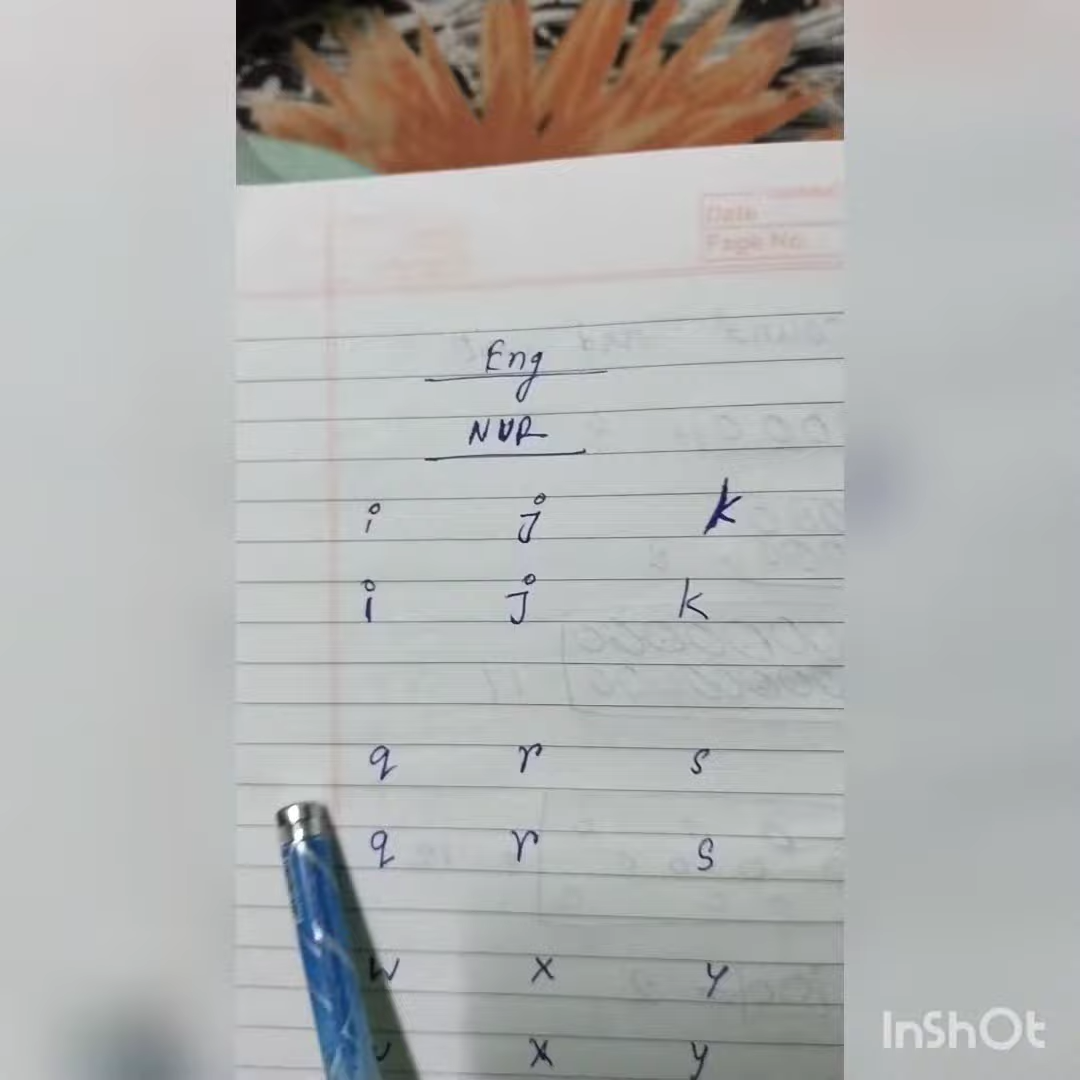 Date
Page No.
Eng
NUR
i j k
i j k
q r s
q r s
w x y
x y
InShOt